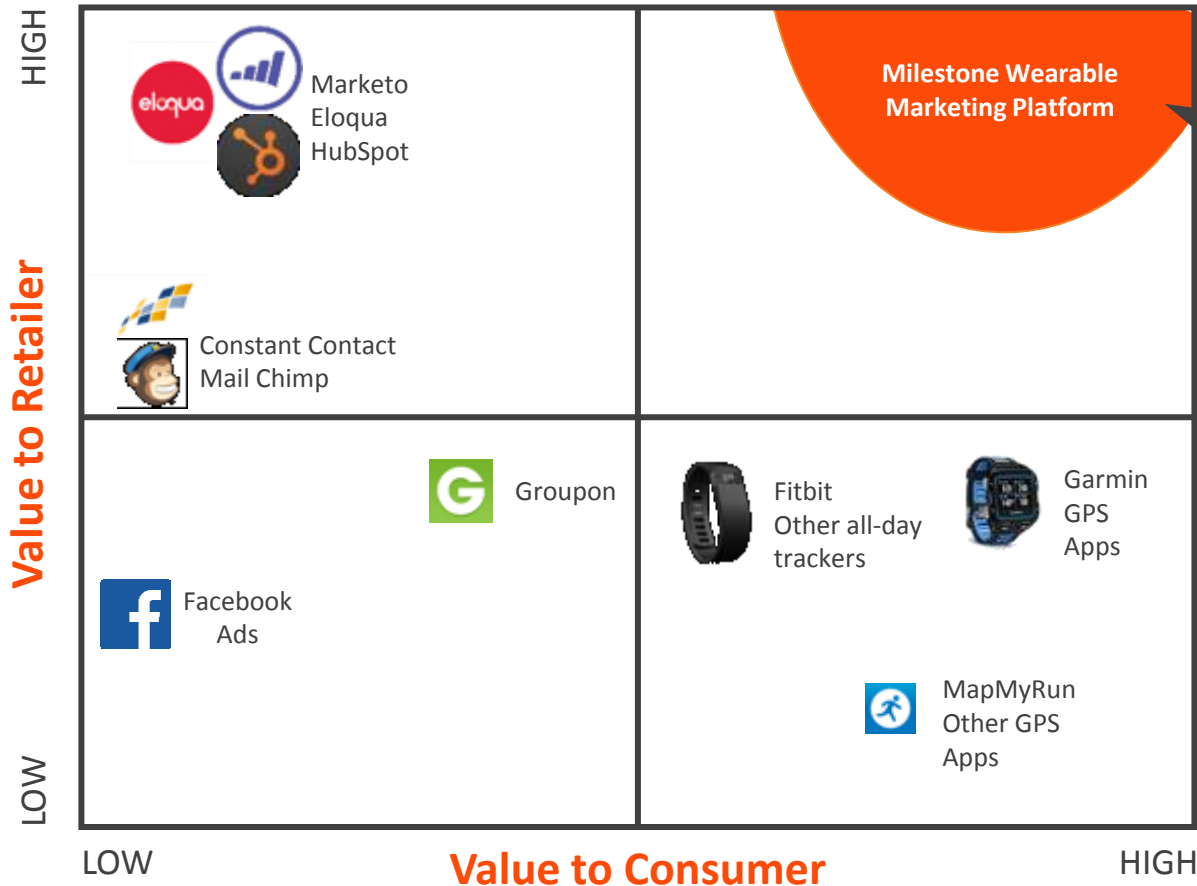 HIGH
eloqua
Marketo
Eloqua
HubSpot
Milestone Wearable
Marketing Platform
Constant Contact
Mail Chimp
Value to Retailer
G
Groupon
Fitbit
Other all-day
trackers
Garmin
GPS
Apps
f
Facebook
Ads
MapMyRun
Other GPS
Apps
LOW
LOW
Value to Consumer
HIGH